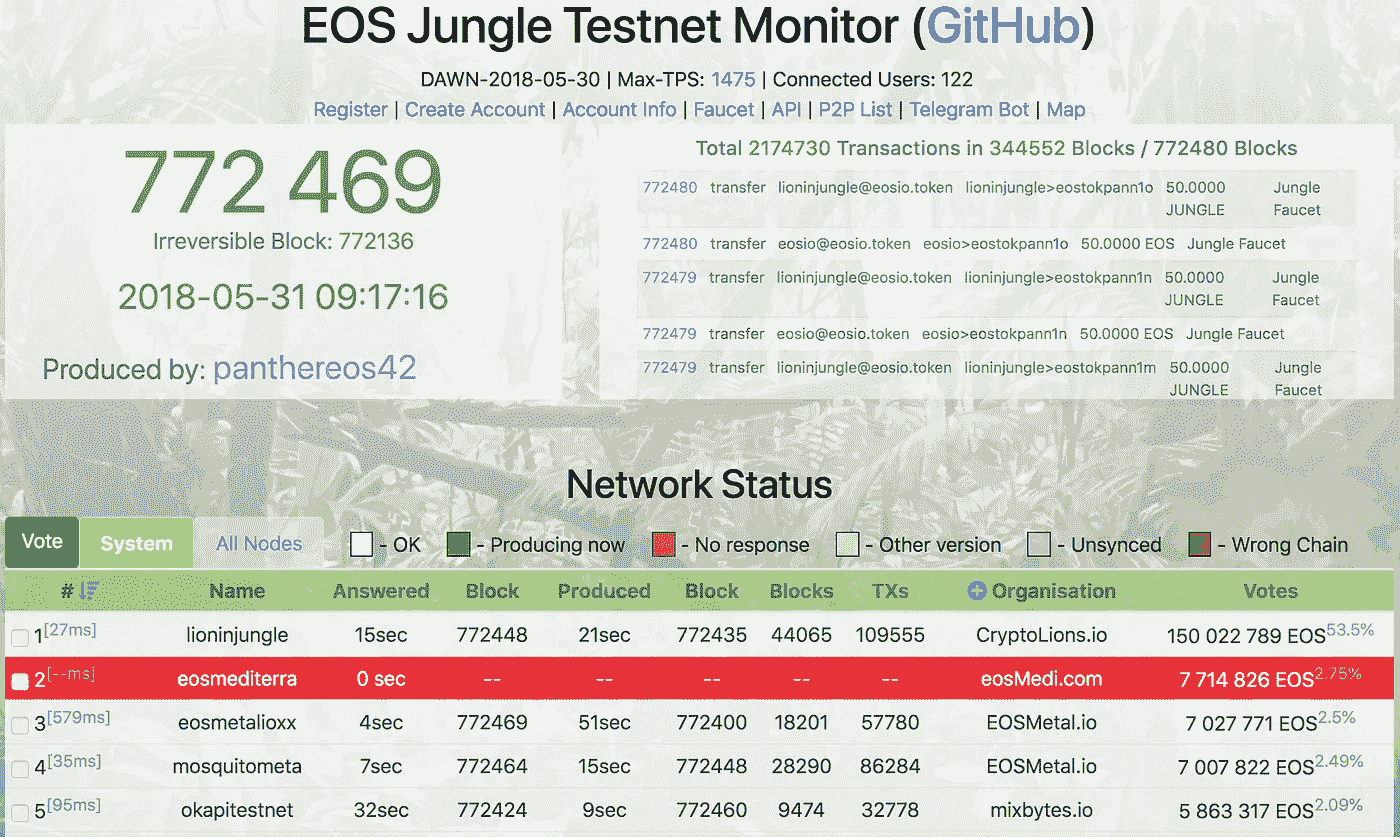 EOS Jungle Testnet Monitor (GitHub)
DAWN-2018-05-30 | Max-TPS: 1475 | Connected Users: 122
Register | Create Account | Account Info | Faucet | API | P2P List | Telegram Bot | Map
772 469
Irreversible Block: 772136
2018-05-31 09:17:16
Produced by: panthereos42
Total 2174730 Transactions in 344552 Blocks / 772480 Blocks
772480 transfer lioninjungle@eosio.token lioninjungle>eostokpann1o 50.0000 JUNGLE Jungle Faucet
772480 transfer eosio@eosio.token eosio>eostokpann1o 50.0000 EOS Jungle Faucet
772479 transfer lioninjungle@eosio.token lioninjungle>eostokpann1n 50.0000 JUNGLE Jungle Faucet
772479 transfer eosio@eosio.token eosio>eostokpann1n 50.0000 EOS Jungle Faucet
772479 transfer lioninjungle@eosio.token lioninjungle>eostokpann1m 50.0000 JUNGLE Jungle Faucet
Network Status
Vote System All Nodes - OK - Producing now - No response - Other version - Unsynced - Wrong Chain
# Name Answered Block Produced Block Blocks TXs Organisation Votes
1[27ms] lioninjungle 15sec 772448 21sec 772435 44065 109555 CryptoLions.io 150 022 789 EOS53.5%
2[--ms] eosmediterra 0 sec -- -- -- -- -- eosMedi.com 7 714 826 EOS2.75%
3[579ms] eosmetalioxx 4sec 772469 51sec 772400 18201 57780 EOSMetal.io 7 027 771 EOS2.5%
4[35ms] mosquitometa 7sec 772464 15sec 772448 28290 86284 EOSMetal.io 7 007 822 EOS2.49%
5[95ms] okapitestnet 32sec 772424 9sec 772460 9474 32778 mixbytes.io 5 863 317 EOS2.09%